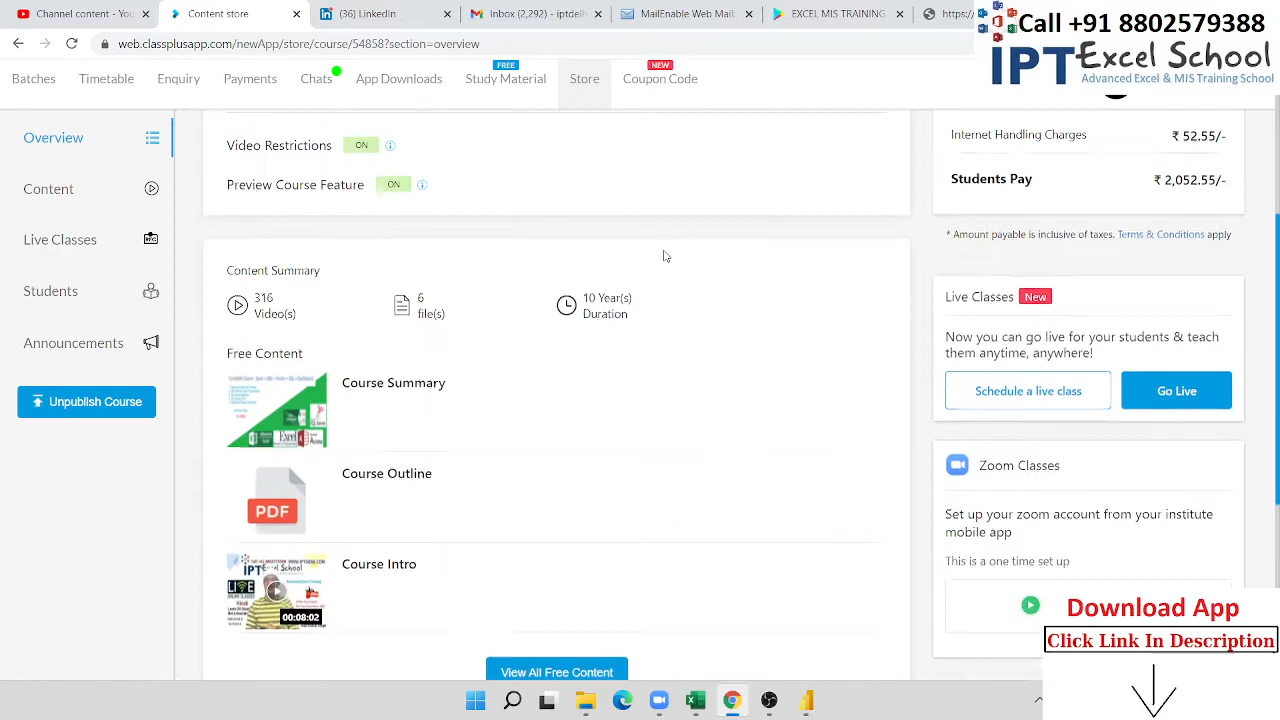 Channel content - YouTu
Content store
(36) LinkedIn
Inbox (2,292) - iptdelh
MailEnable Web Mail:
EXCEL MIS TRAINING
https:/
web.classplusapp.com/newApp/store/course/54858?section=overview
Call +91 8802579388
IPT Excel School
Advanced Excel & MIS Training School
FREE
NEW
Batches
Timetable
Enquiry
Payments
Chats
App Downloads
Study Material
Store
Coupon Code
Overview
Content
Live Classes
Students
Announcements
Unpublish Course
Video Restrictions ON
Preview Course Feature ON
Content Summary
316
Video(s)
6
file(s)
10 Year(s)
Duration
Free Content
Course Summary
Course Outline
PDF
Course Intro
IPT Excel School
LIVE
00:08:02
View All Free Content
Internet Handling Charges ₹ 52.55/-
Students Pay ₹ 2,052.55/-
* Amount payable is inclusive of taxes. Terms & Conditions apply
Live Classes New
Now you can go live for your students & teach
them anytime, anywhere!
Schedule a live class
Go Live
Zoom Classes
Set up your zoom account from your institute
mobile app
This is a one time set up
Download App
Click Link In Description